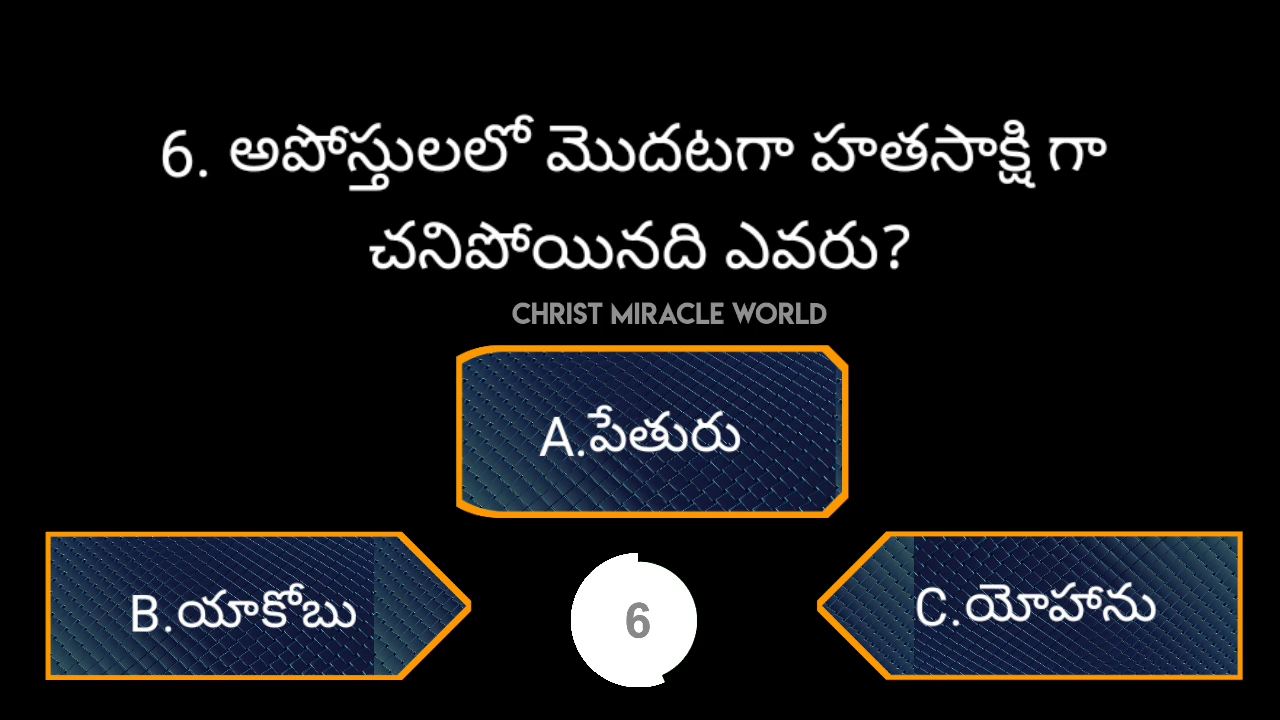 6. అపోస్తులలో మొదటగా హతసాక్షి గా
చనిపోయినది ఎవరు?
CHRIST MIRACLE WORLD
A.పేతురు
B.యాకోబు
6
C.యోహాను